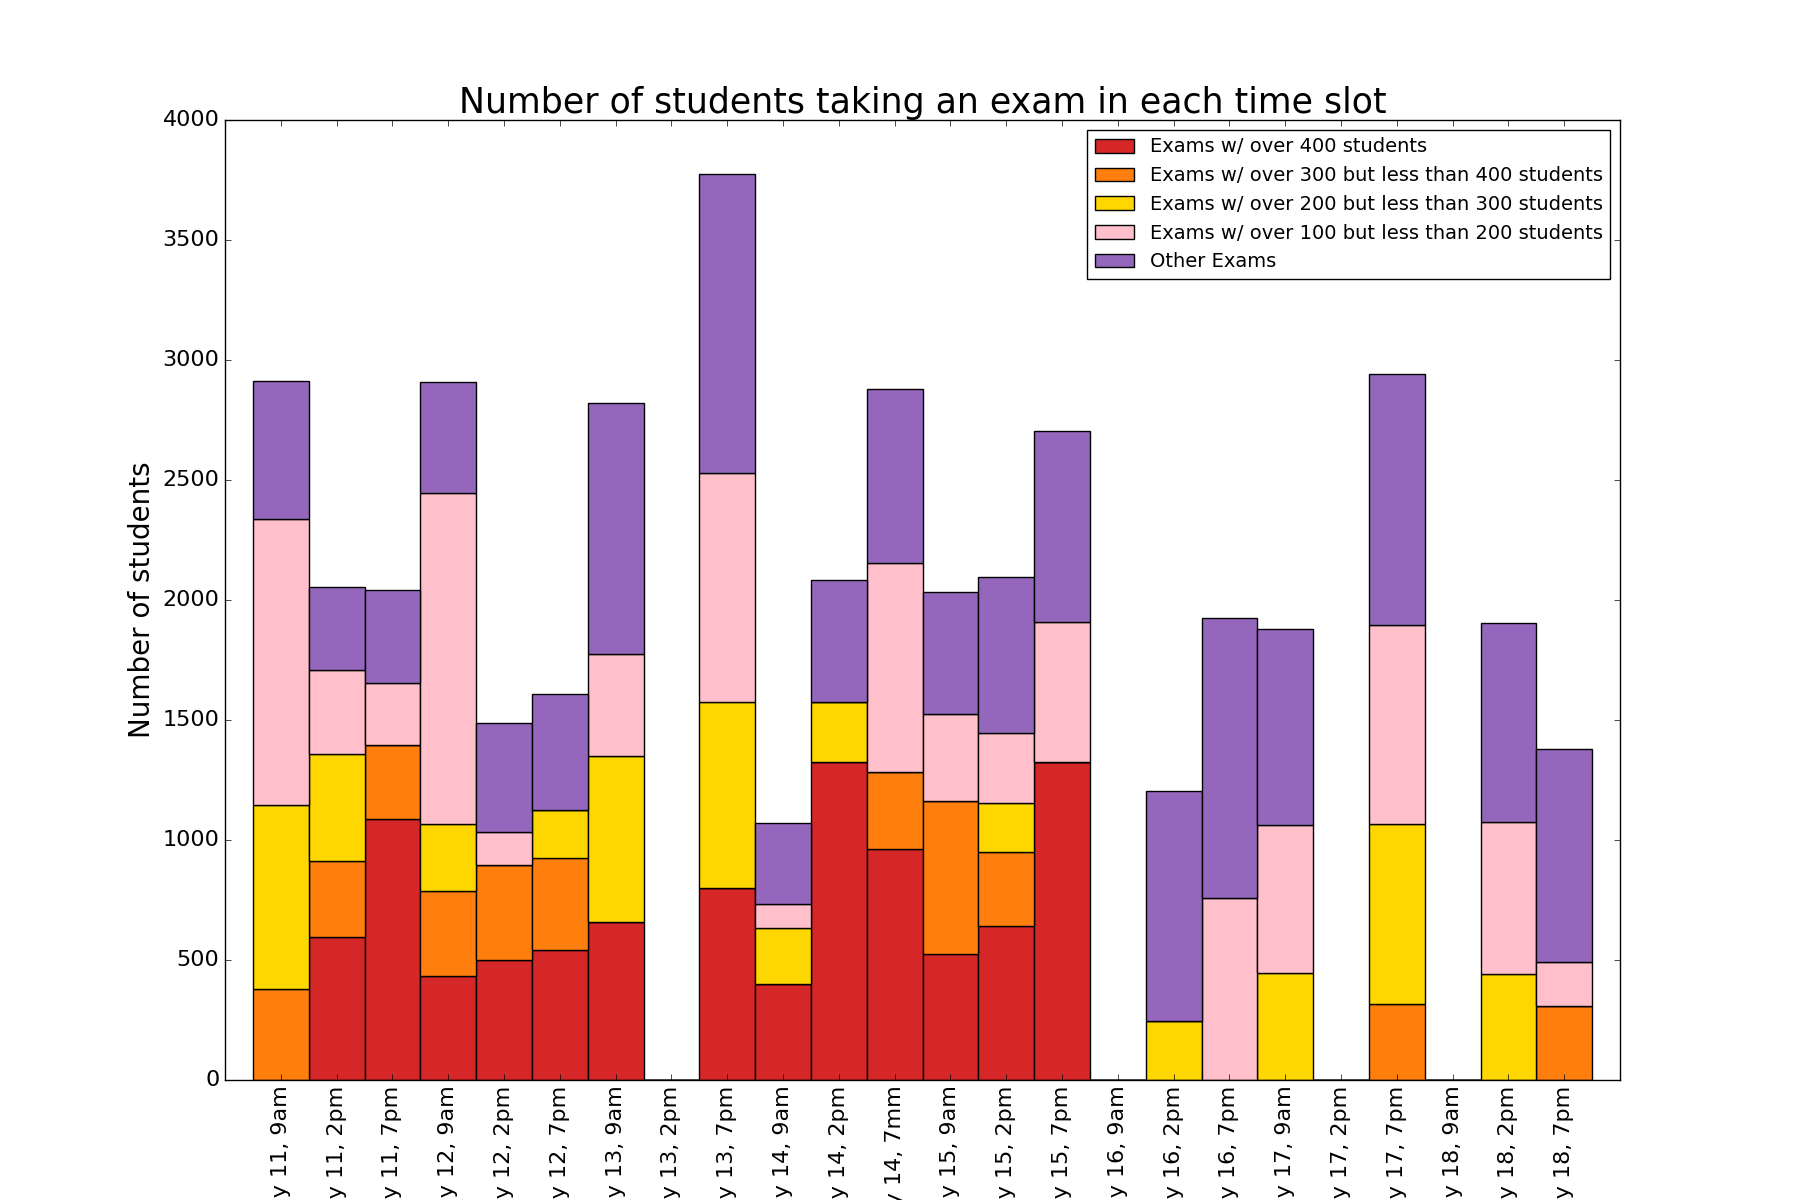 Number of students taking an exam in each time slot
4000
3500
3000
2500
2000
1500
1000
500
0
Number of students
Exams w/ over 400 students
Exams w/ over 300 but less than 400 students
Exams w/ over 200 but less than 300 students
Exams w/ over 100 but less than 200 students
Other Exams
y 11, 9am
y 11, 2pm
y 11, 7pm
y 12, 9am
y 12, 2pm
y 12, 7pm
y 13, 9am
y 13, 2pm
y 13, 7pm
y 14, 9am
y 14, 2pm
y 14, 7mm
y 15, 9am
y 15, 2pm
y 15, 7pm
y 16, 9am
y 16, 2pm
y 16, 7pm
y 17, 9am
y 17, 2pm
y 17, 7pm
y 18, 9am
y 18, 2pm
y 18, 7pm